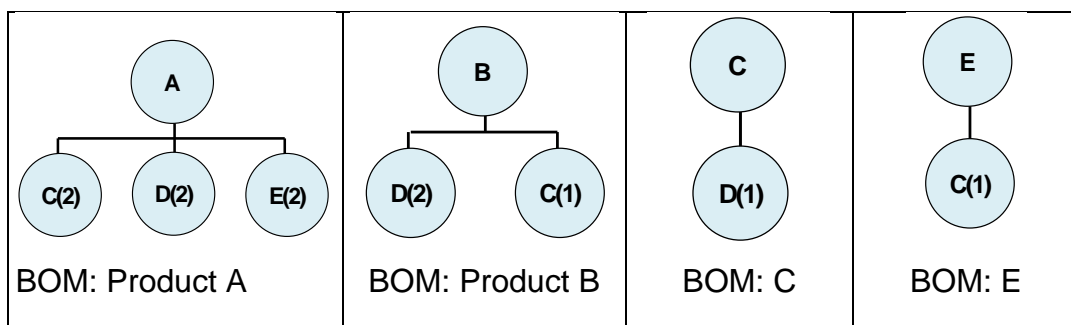 A
C(2) D(2) E(2)
BOM: Product A
B
D(2) C(1)
BOM: Product B
C
D(1)
BOM: C
E
C(1)
BOM: E